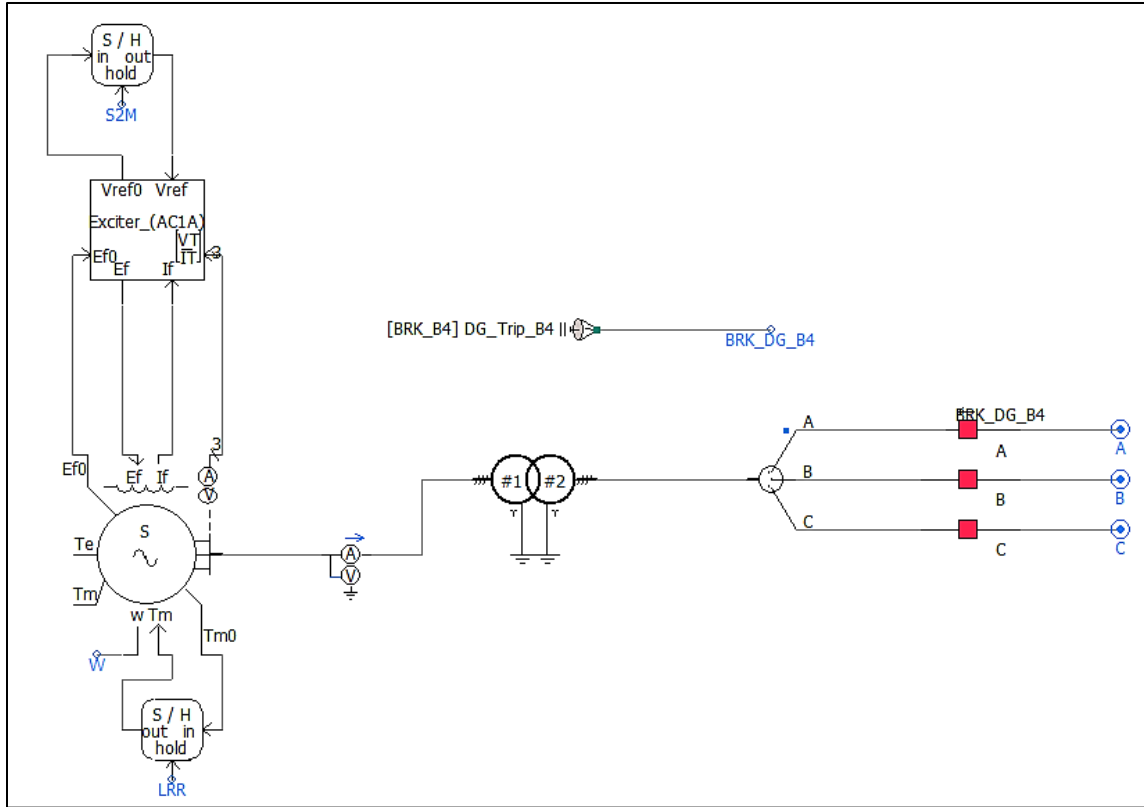 S / H
in out
hold
S2M
Vref0 Vref
Exciter_(AC1A)
VT
IT
3
Ef0
Ef If
[BRK_B4] DG_Trip_B4
BRK_DG_B4
BRK_DG_B4
A
A
A
B
B
B
C
C
C
3
Ef0
Ef If
A
V
#1 #2
S
Te
Tm
A
V
w Tm
Tm0
W
S / H
out in
hold
LRR